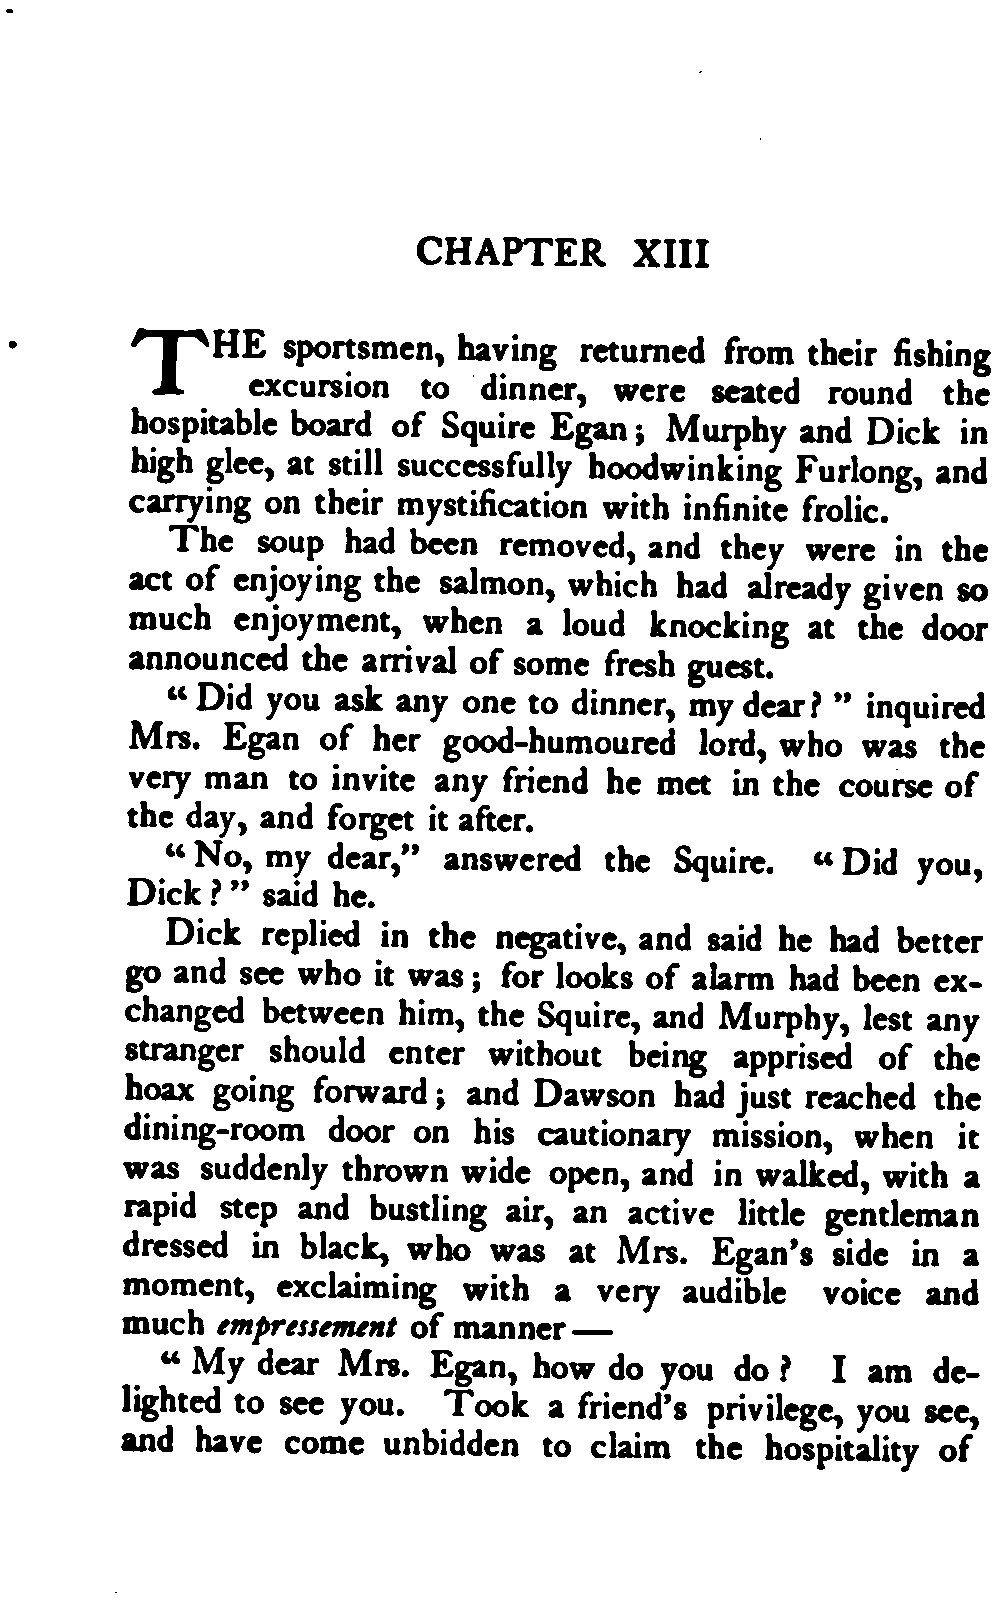 CHAPTER XIII
THE sportsmen, having returned from their fishing
excursion to dinner, were seated round the
hospitable board of Squire Egan; Murphy and Dick in
high glee, at still successfully hoodwinking Furlong, and
carrying on their mystification with infinite frolic.
The soup had been removed, and they were in the
act of enjoying the salmon, which had already given so
much enjoyment, when a loud knocking at the door
announced the arrival of some fresh guest.
“Did you ask any one to dinner, my dear?” inquired
Mrs. Egan of her good-humoured lord, who was the
very man to invite any friend he met in the course of
the day, and forget it after.
“No, my dear,” answered the Squire. “Did you,
Dick?” said he.
Dick replied in the negative, and said he had better
go and see who it was; for looks of alarm had been ex-
changed between him, the Squire, and Murphy, lest any
stranger should enter without being apprised of the
hoax going forward; and Dawson had just reached the
dining-room door on his cautionary mission, when it
was suddenly thrown wide open, and in walked, with a
rapid step and bustling air, an active little gentleman
dressed in black, who was at Mrs. Egan's side in a
moment, exclaiming with a very audible voice and
much empressement of manner—
“My dear Mrs. Egan, how do you do? I am de-
lighted to see you. Took a friend's privilege, you see,
and have come unbidden to claim the hospitality of